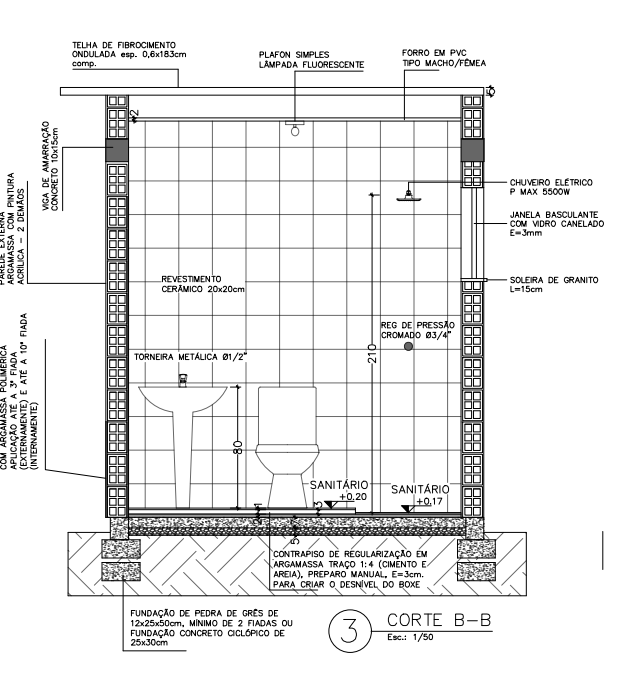 TELHA DE FIBROCIMENTO
ONDULADA esp. 0,6x183cm
comp.
PLAFON SIMPLES
LÂMPADA FLUORESCENTE
FORRO EM PVC
TIPO MACHO/FÊMEA
5
2
VIGA DE AMARRAÇÃO
CONCRETO 10x15cm
PAREDE EXTERNA
ARGAMASSA COM PINTURA
ACRÍLICA - 2 DEMÃOS
CHUVEIRO ELÉTRICO
P MAX 5500W
JANELA BASCULANTE
COM VIDRO CANELADO
E=3mm
SOLEIRA DE GRANITO
L=15cm
REVESTIMENTO
CERÂMICO 20x20cm
REG DE PRESSÃO
CROMADO Ø3/4"
210
TORNEIRA METÁLICA Ø1/2"
COM ARGAMASSA POLIMÉRICA
APLICAÇÃO ATÉ A 3ª FIADA
(EXTERNAMENTE) E ATÉ A 10ª FIADA
(INTERNAMENTE)
80
SANITÁRIO
+0.20
SANITÁRIO
+0.17
1
3
2
5
CONTRAPISO DE REGULARIZAÇÃO EM
ARGAMASSA TRAÇO 1:4 (CIMENTO E
AREIA), PREPARO MANUAL, E=3cm.
PARA CRIAR O DESNÍVEL DO BOXE
FUNDAÇÃO DE PEDRA DE GRÊS DE
12x25x50cm, MÍNIMO DE 2 FIADAS OU
FUNDAÇÃO CONCRETO CICLÓPICO DE
25x30cm
3
CORTE B-B
Esc.: 1/50